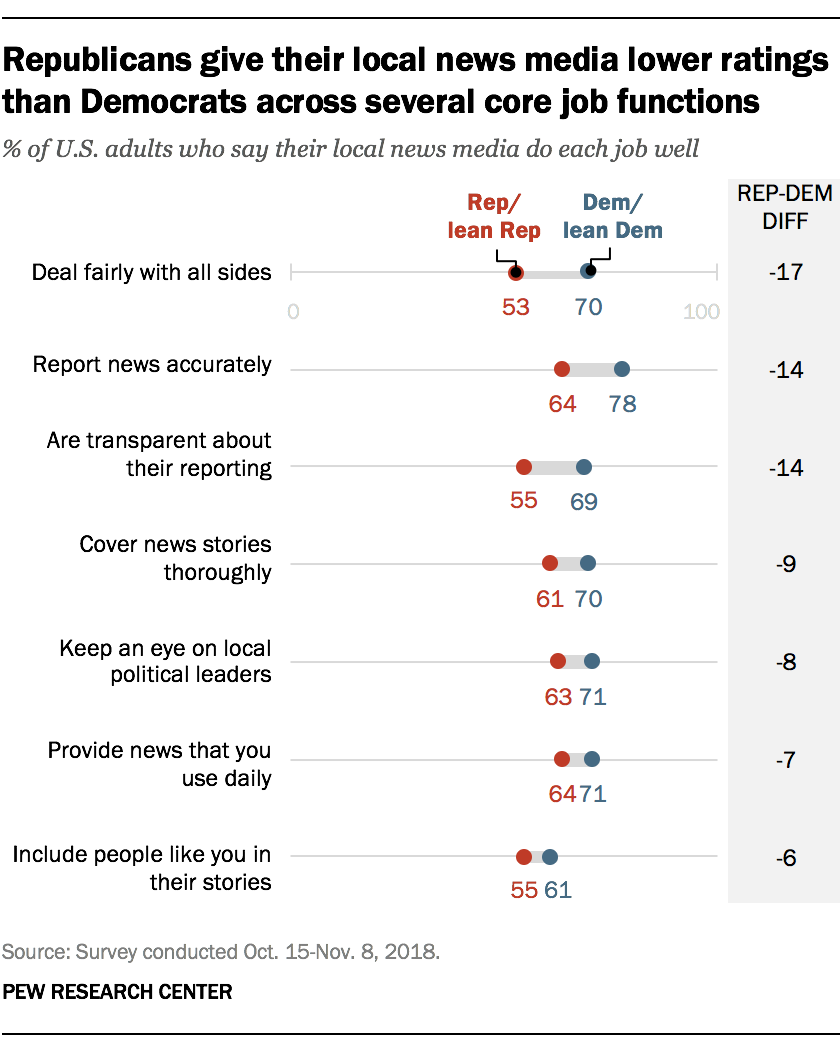 Republicans give their local news media lower ratings
than Democrats across several core job functions
% of U.S. adults who say their local news media do each job well
REP-DEM
DIFF
Rep/
lean Rep
Dem/
lean Dem
Deal fairly with all sides
-17
0
53
70
100
Report news accurately
-14
64
78
Are transparent about
their reporting
-14
55
69
Cover news stories
thoroughly
-9
61
70
Keep an eye on local
political leaders
-8
63
71
Provide news that you
use daily
-7
64
71
Include people like you in
their stories
-6
55
61
Source: Survey conducted Oct. 15-Nov. 8, 2018.
PEW RESEARCH CENTER